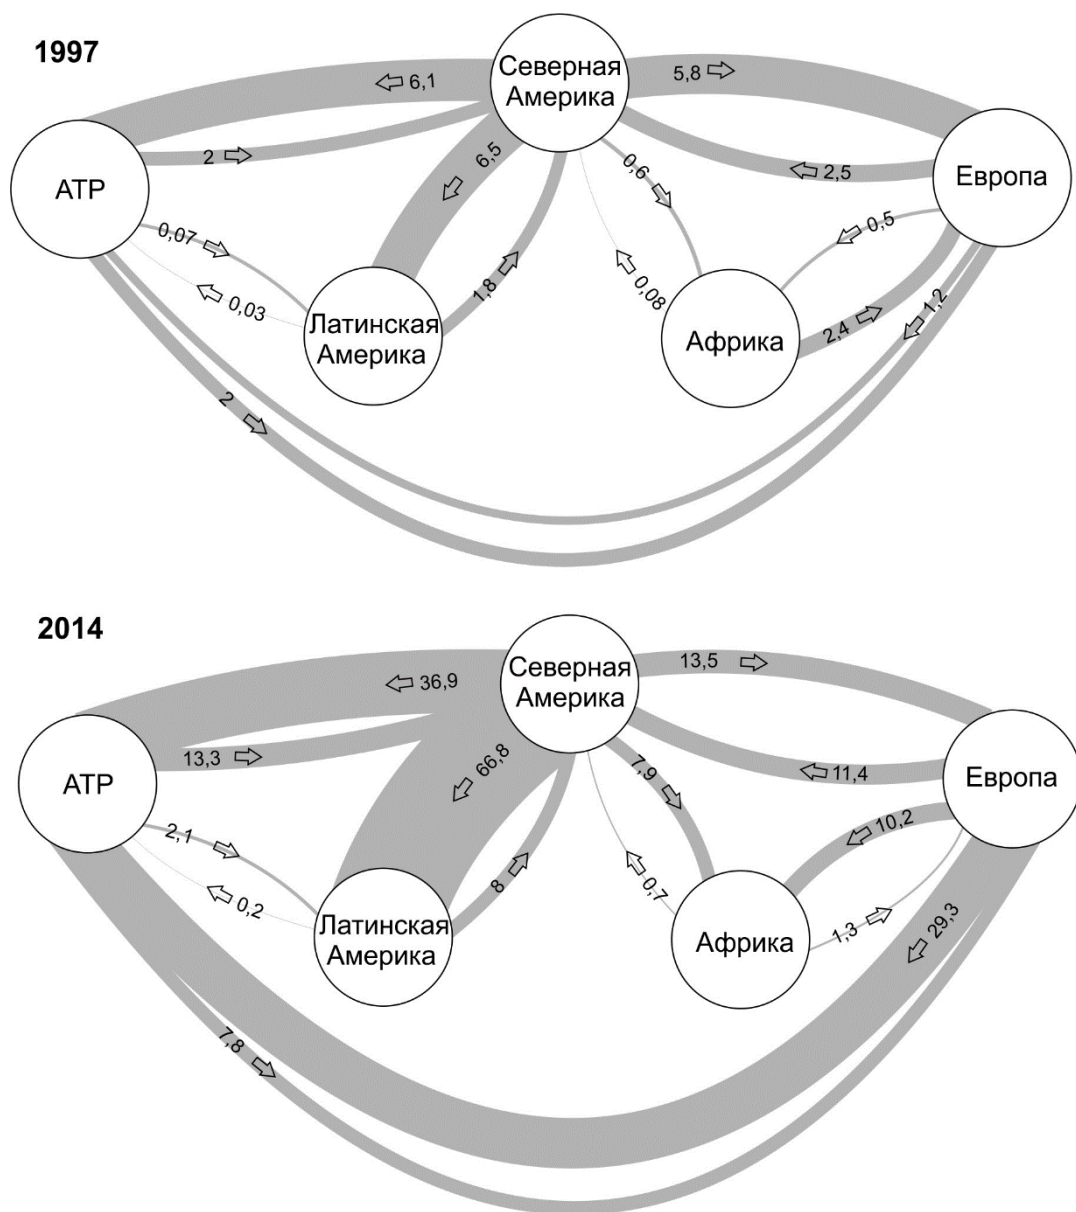 1997
Северная
Америка
6,1
5,8
2
6,5
0,6
2,5
АТР
Европа
0,07
0,5
0,03
1,8
0,08
1,2
Латинская
Америка
Африка
2,4
2
2014
Северная
Америка
36,9
13,5
13,3
66,8
7,9
11,4
АТР
Европа
2,1
10,2
0,2
8
0,7
Латинская
Америка
Африка
1,3
29,3
7,8